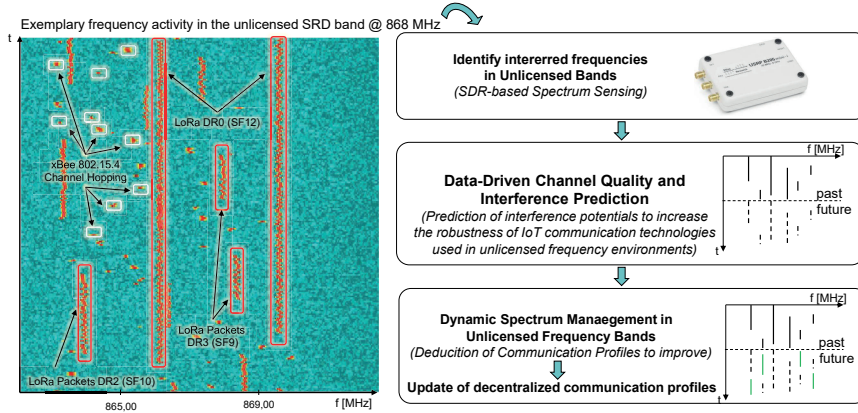 Exemplary frequency activity in the unlicensed SRD band @ 868 MHz
t
LoRa DR0 (SF12)
xBee 802.15.4
Channel Hopping
LoRa Packets
DR3 (SF9)
LoRa Packets DR2 (SF10)
865,00
869,00
f [MHz]
Identify intererred frequencies
in Unlicensed Bands
(SDR-based Spectrum Sensing)
Data-Driven Channel Quality and
Interference Prediction
(Prediction of interference potentials to increase
the robustness of IoT communication technologies
used in unlicensed frequency environments)
f [MHz]
past
future
t
Dynamic Spectrum Manaegement in
Unlicensed Frequency Bands
(Deduction of Communication Profiles to improve)
Update of decentralized communication profiles
f [MHz]
past
future
t